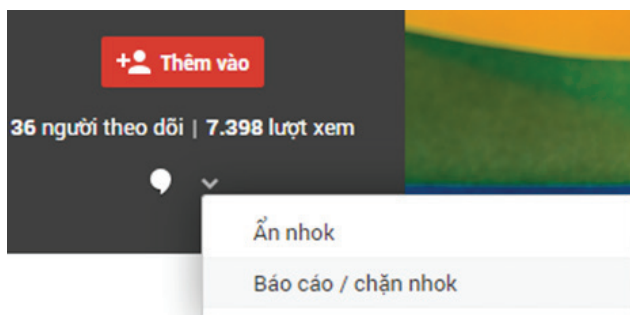 Thêm vào
36 người theo dõi | 7.398 lượt xem
Ẩn nhok
Báo cáo / chặn nhok